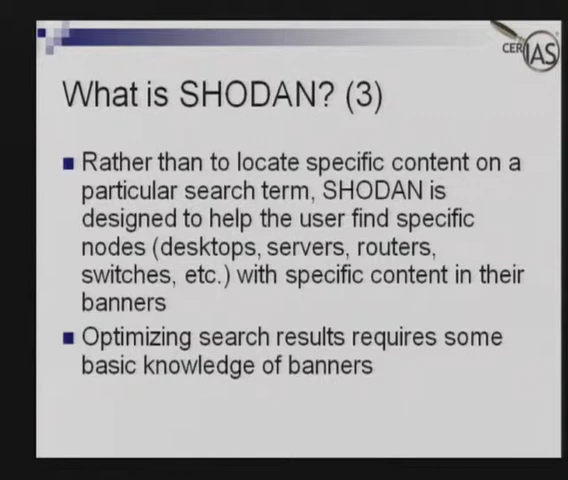 CERIAS
What is SHODAN? (3)
Rather than to locate specific content on a
particular search term, SHODAN is
designed to help the user find specific
nodes (desktops, servers, routers,
switches, etc.) with specific content in their
banners
Optimizing search results requires some
basic knowledge of banners